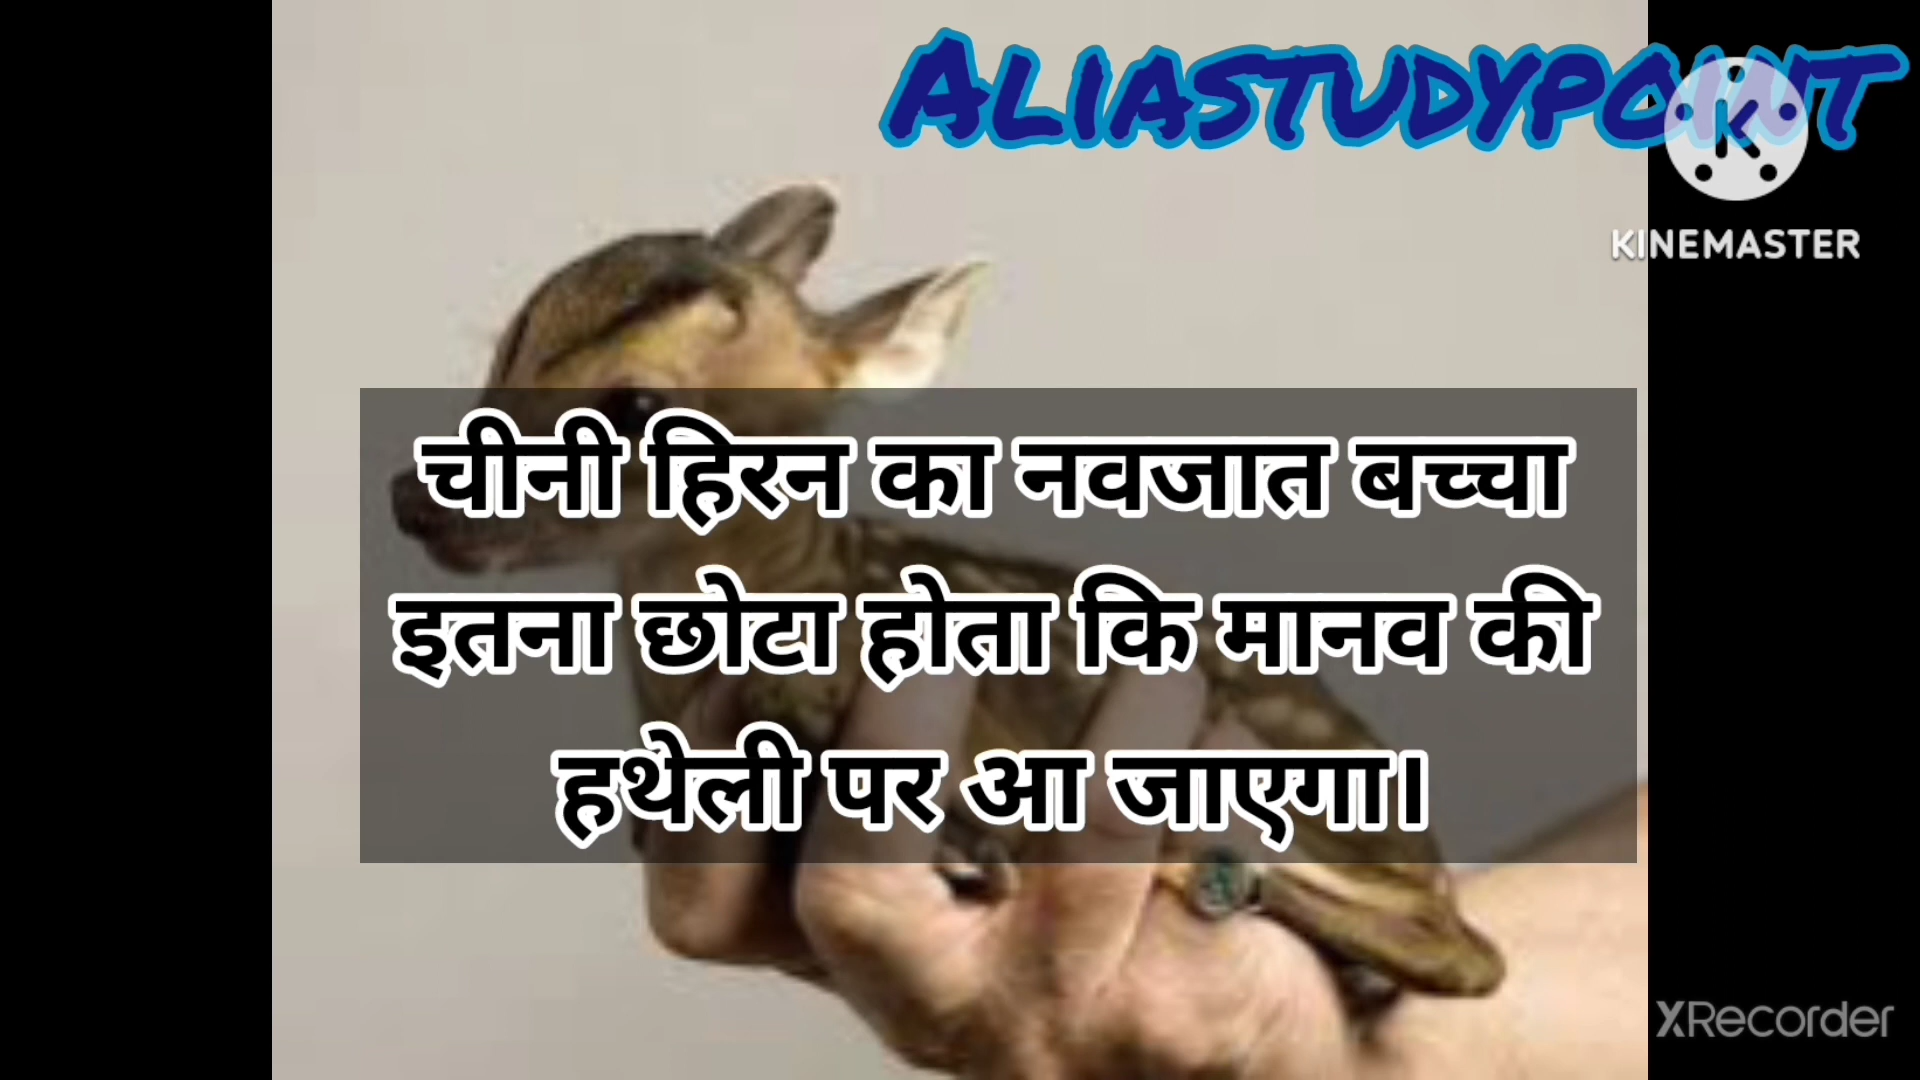 ALIASTUDYPOINT
KINEMASTER
चीनी हिरन का नवजात बच्चा
इतना छोटा होता कि मानव की
हथेली पर आ जाएगा।
XRecorder